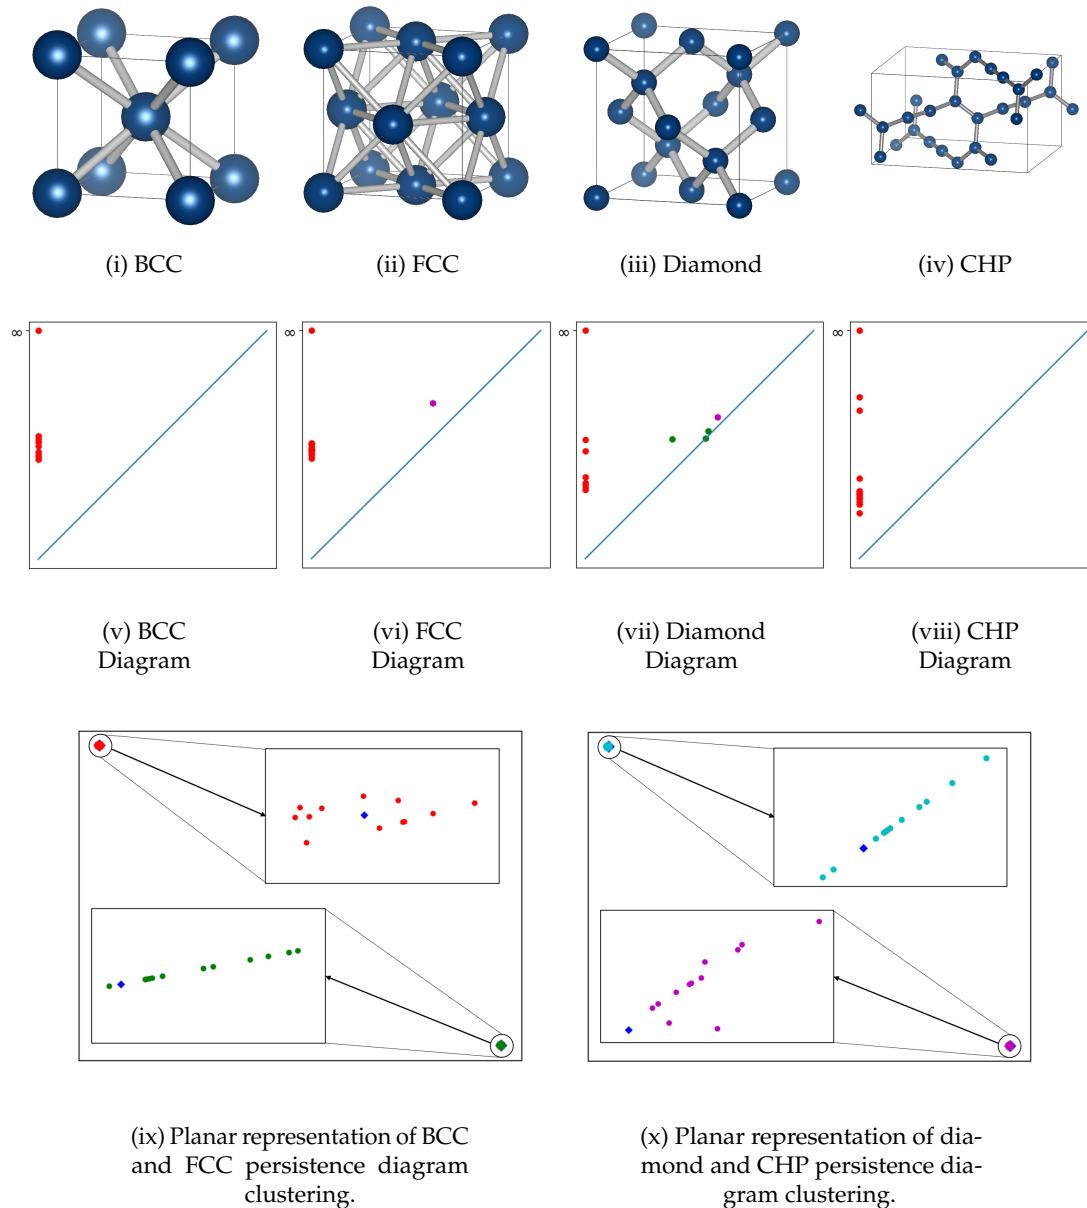 (i) BCC
(ii) FCC
(iii) Diamond
(iv) CHP
∞
∞
∞
∞
(v) BCC
Diagram
(vi) FCC
Diagram
(vii) Diamond
Diagram
(viii) CHP
Diagram
(ix) Planar representation of BCC
and FCC persistence diagram
clustering.
(x) Planar representation of dia-
mond and CHP persistence dia-
gram clustering.